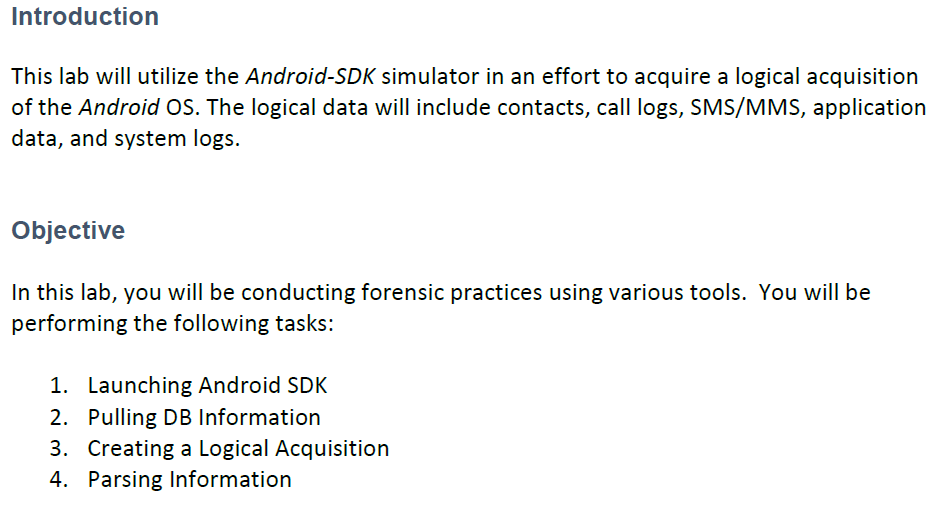 Introduction
This lab will utilize the Android-SDK simulator in an effort to acquire a logical acquisition
of the Android OS. The logical data will include contacts, call logs, SMS/MMS, application
data, and system logs.
Objective
In this lab, you will be conducting forensic practices using various tools.  You will be
performing the following tasks:
1. Launching Android SDK
2. Pulling DB Information
3. Creating a Logical Acquisition
4. Parsing Information